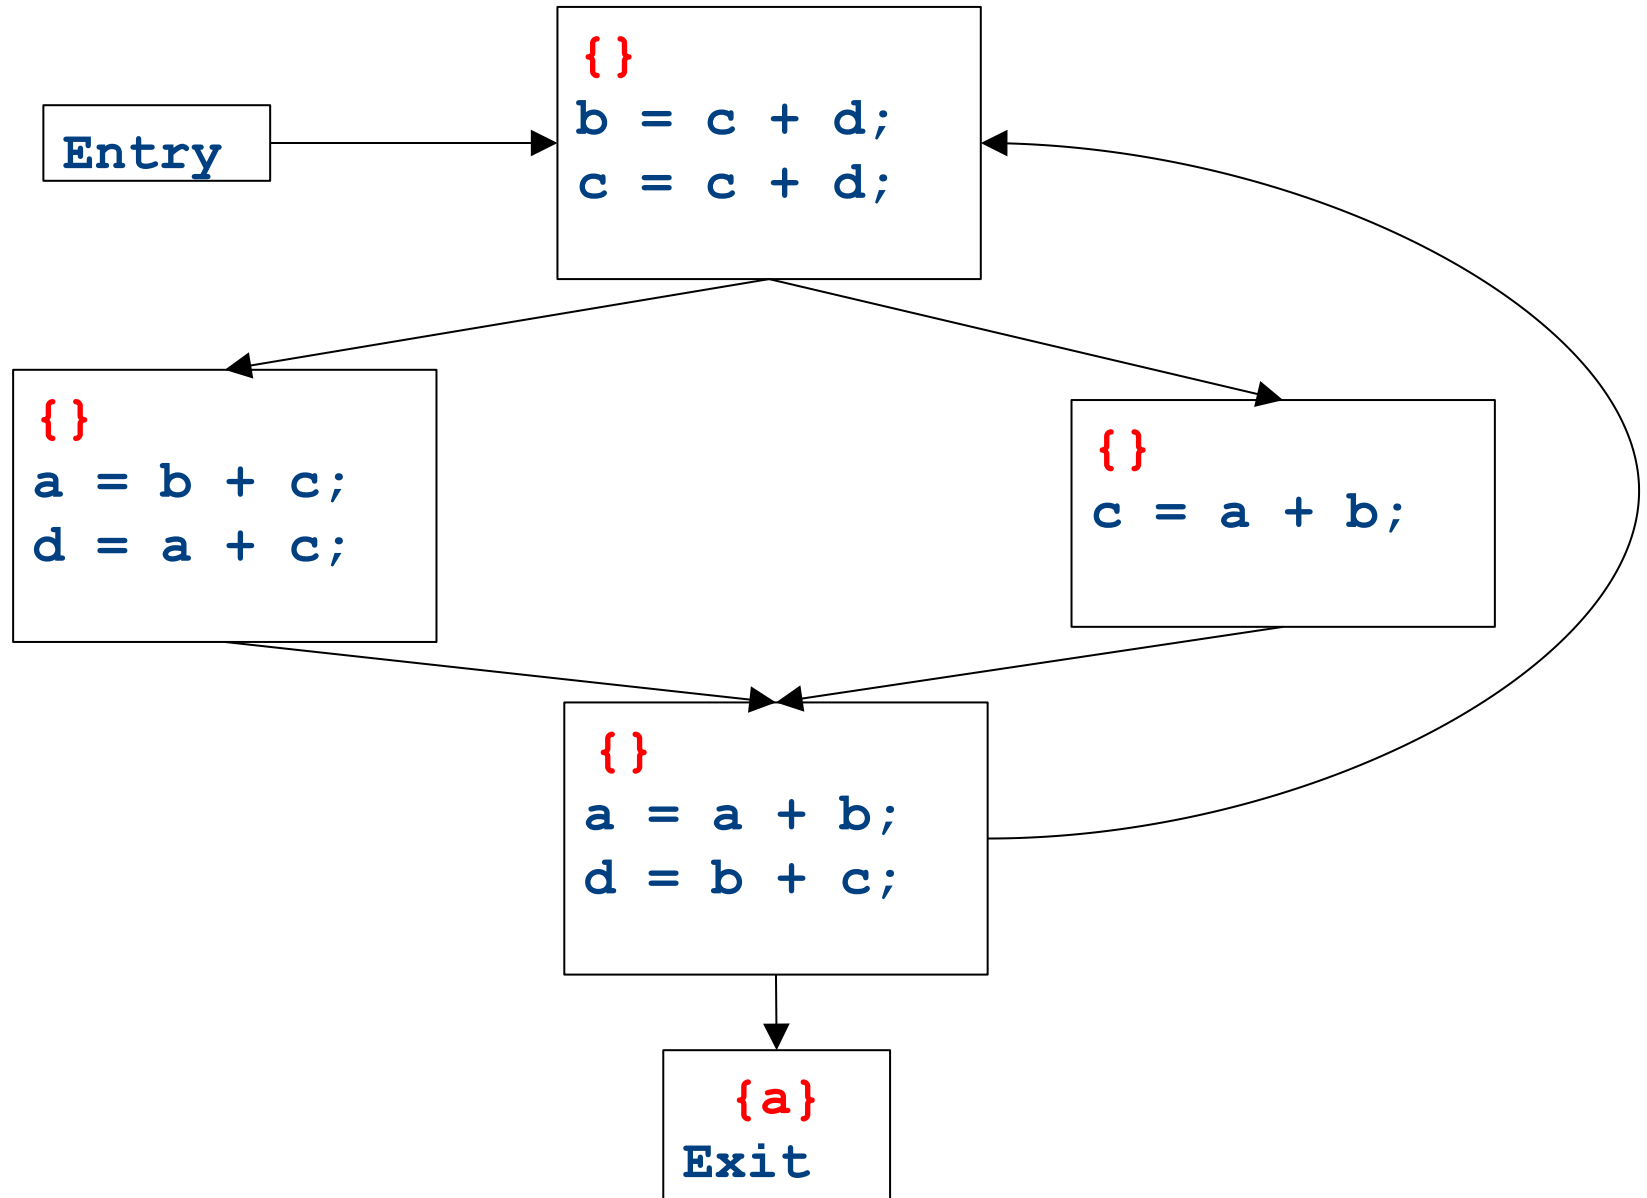 {}
b = c + d;
c = c + d;
Entry
{}
a = b + c;
d = a + c;
{}
c = a + b;
{}
a = a + b;
d = b + c;
{a}
Exit